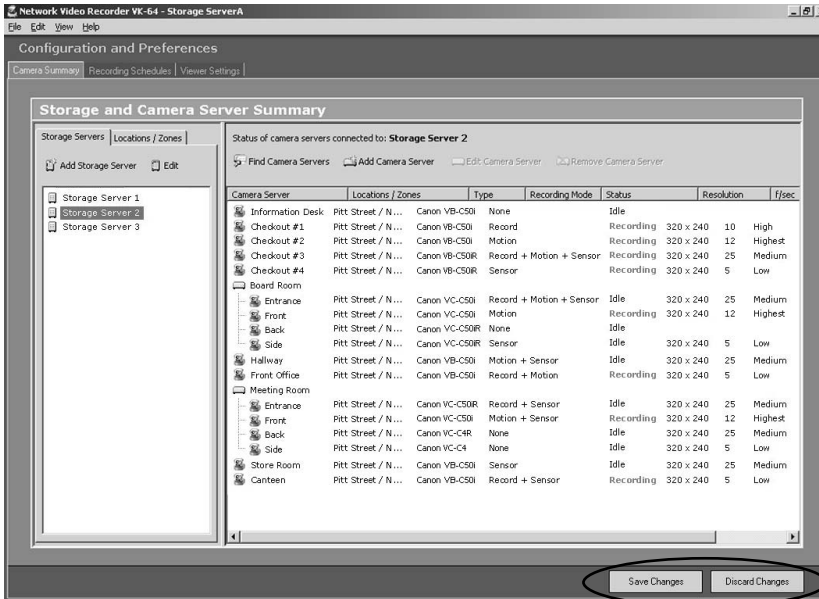 Network Video Recorder VK-64 - Storage ServerA
File Edit View Help
Configuration and Preferences
Camera Summary Recording Schedules Viewer Settings
Storage and Camera Server Summary
Storage Servers Locations / Zones
Add Storage Server Edit
Storage Server 1
Storage Server 2
Storage Server 3
Status of camera servers connected to: Storage Server 2
Find Camera Servers Add Camera Server Edit Camera Server Remove Camera Server
Camera Server Locations / Zones Type Recording Mode Status Resolution f/sec
Information Desk Pitt Street / N... Canon VB-C50i None Idle
Checkout #1 Pitt Street / N... Canon VB-C50i Record Recording 320 x 240 10 High
Checkout #2 Pitt Street / N... Canon VB-C50i Motion Recording 320 x 240 12 Highest
Checkout #3 Pitt Street / N... Canon VB-C50iR Record + Motion + Sensor Recording 320 x 240 25 Medium
Checkout #4 Pitt Street / N... Canon VB-C50iR Sensor Recording 320 x 240 5 Low
Board Room
Entrance Pitt Street / N... Canon VC-C50i Record + Motion + Sensor Idle 320 x 240 25 Medium
Front Pitt Street / N... Canon VC-C50i Motion Recording 320 x 240 12 Highest
Back Pitt Street / N... Canon VC-C50iR None Idle
Side Pitt Street / N... Canon VC-C50iR Sensor Idle 320 x 240 5 Low
Hallway Pitt Street / N... Canon VB-C50i Motion + Sensor Idle 320 x 240 25 Medium
Front Office Pitt Street / N... Canon VB-C50i Record + Motion Recording 320 x 240 5 Low
Meeting Room
Entrance Pitt Street / N... Canon VC-C50iR Record + Sensor Idle 320 x 240 25 Medium
Front Pitt Street / N... Canon VC-C50i Motion + Sensor Recording 320 x 240 12 Highest
Back Pitt Street / N... Canon VC-C4R None Idle 320 x 240 25 Medium
Side Pitt Street / N... Canon VC-C4 None Idle 320 x 240 5 Low
Store Room Pitt Street / N... Canon VB-C50i Sensor Idle 320 x 240 25 Medium
Canteen Pitt Street / N... Canon VB-C50i Record + Sensor Recording 320 x 240 5 Low
Save Changes Discard Changes